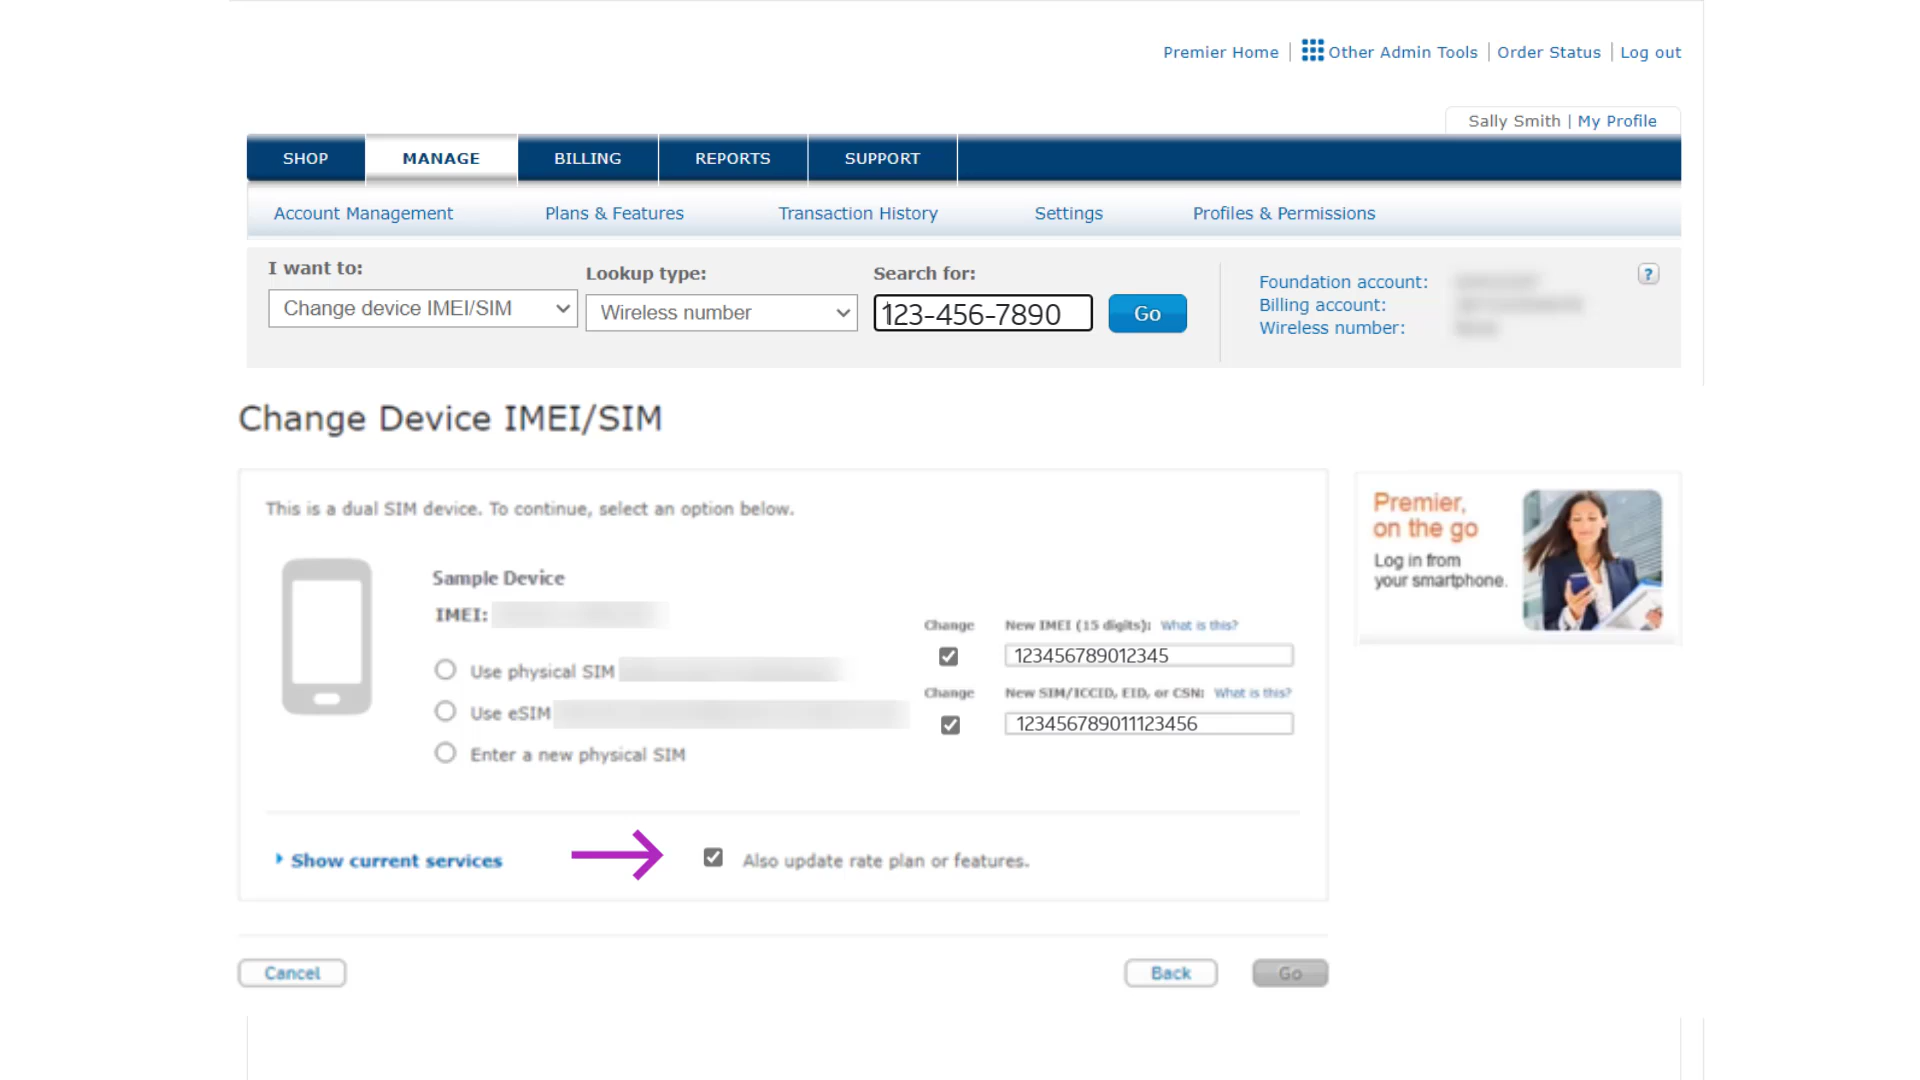 Premier Home | Other Admin Tools | Order Status | Log out
Sally Smith | My Profile
SHOP MANAGE BILLING REPORTS SUPPORT
Account Management Plans & Features Transaction History Settings Profiles & Permissions
I want to: Lookup type: Search for:
Change device IMEI/SIM Wireless number 123-456-7890 Go
Foundation account:
Billing account:
Wireless number:
?
Change Device IMEI/SIM
This is a dual SIM device. To continue, select an option below.
Sample Device
IMEI:
Use physical SIM
Use eSIM
Enter a new physical SIM
Change New IMEI (15 digits): What is this?
123456789012345
Change New SIM/ICCID, EID, or CSN: What is this?
123456789011123456
Show current services Also update rate plan or features.
Cancel Back Go
Premier,
on the go
Log in from
your smartphone.